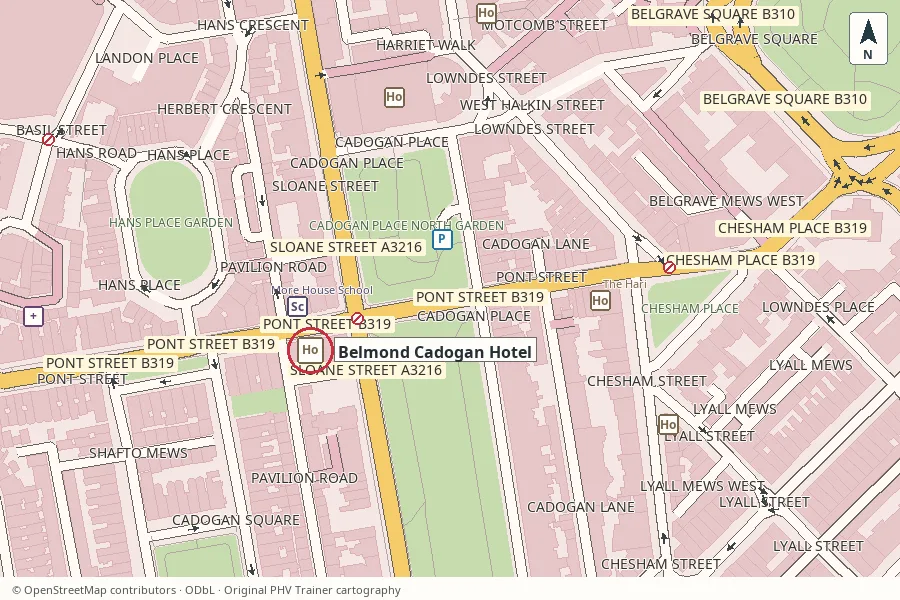 Ho
BELGRAVE SQUARE B310
HANS CRESCENT
MOTCOMB STREET
BELGRAVE SQUARE
HARRIET WALK
N
LANDON PLACE
LOWNDES STREET
Ho
BELGRAVE SQUARE B310
WEST HALKIN STREET
HERBERT CRESCENT
BASIL STREET
LOWNDES STREET
CADOGAN PLACE
HANS ROAD
HANS PLACE
CADOGAN PLACE
SLOANE STREET
BELGRAVE MEWS WEST
HANS PLACE GARDEN
CADOGAN PLACE NORTH GARDEN
CHESHAM PLACE B319
P
SLOANE STREET A3216
CADOGAN LANE
CHESHAM PLACE B319
PAVILION ROAD
PONT STREET
HANS PLACE
More House School
The Hari
PONT STREET B319
Ho
Sc
LOWNDES PLACE
CHESHAM PLACE
+
CADOGAN PLACE
PONT STREET B319
PONT STREET B319
Ho
Belmond Cadogan Hotel
PONT STREET B319
LYALL MEWS
SLOANE STREET A3216
PONT STREET
CHESHAM STREET
LYALL MEWS
Ho
LYALL STREET
SHAFTO MEWS
PAVILION ROAD
LYALL MEWS WEST
LYALL STREET
CADOGAN LANE
CADOGAN SQUARE
LYALL STREET
CHESHAM STREET
© OpenStreetMap contributors · ODbL · Original PHV Trainer cartography